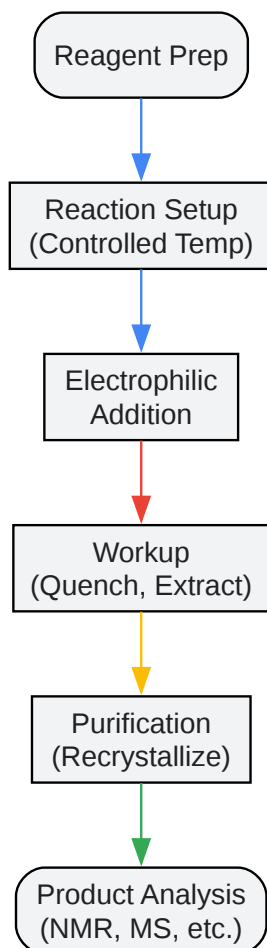 Reagent Prep
Reaction Setup
(Controlled Temp)
Electrophilic
Addition
Workup
(Quench, Extract)
Purification
(Recrystallize)
Product Analysis
(NMR, MS, etc.)